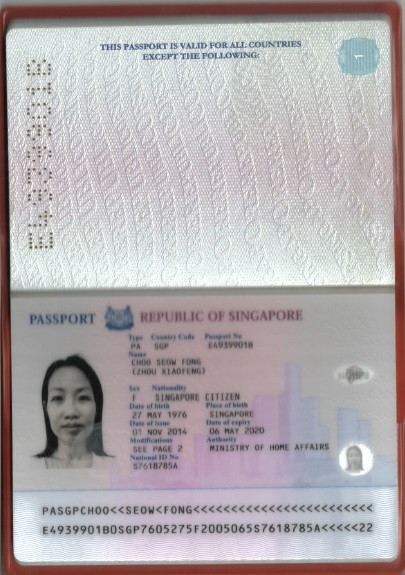 THIS PASSPORT IS VALID FOR ALL COUNTRIES
EXCEPT THE FOLLOWING:
1
E4939901B
PASSPORT REPUBLIC OF SINGAPORE
Type Country Code Passport No
PA SGP E4939901B
Name
CHOO SEOW FONG
(ZHOU XIAOFENG)
Sex Nationality
F SINGAPORE CITIZEN
Date of birth Place of birth
27 MAY 1976 SINGAPORE
Date of issue Date of expiry
01 NOV 2014 06 MAY 2020
Modifications Authority
SEE PAGE 2 MINISTRY OF HOME AFFAIRS
National ID No
S7618785A
PASGPCHOO<<SEOW<FONG<<<<<<<<<<<<<<<<<<<<<<<<
E4939901B0SGP7605275F2005065S7618785A<<<<<22